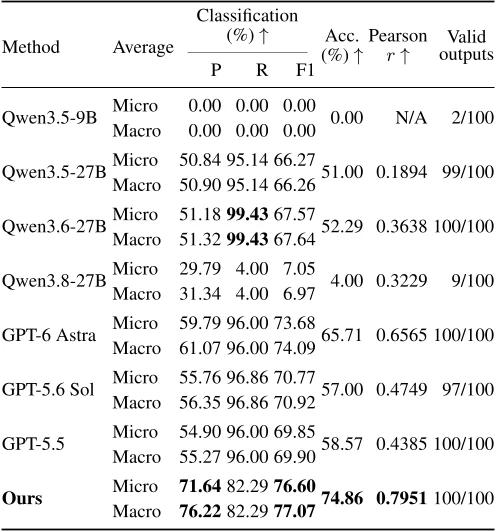 Method Average Classification (%) ↑ Acc. (%) ↑ Pearson r ↑ Valid outputs
P R F1
Qwen3.5-9B Micro 0.00 0.00 0.00 0.00 N/A 2/100
Macro 0.00 0.00 0.00
Qwen3.5-27B Micro 50.84 95.14 66.27 51.00 0.1894 99/100
Macro 50.90 95.14 66.26
Qwen3.6-27B Micro 51.18 99.43 67.57 52.29 0.3638 100/100
Macro 51.32 99.43 67.64
Qwen3.8-27B Micro 29.79 4.00 7.05 4.00 0.3229 9/100
Macro 31.34 4.00 6.97
GPT-6 Astra Micro 59.79 96.00 73.68 65.71 0.6565 100/100
Macro 61.07 96.00 74.09
GPT-5.6 Sol Micro 55.76 96.86 70.77 57.00 0.4749 97/100
Macro 56.35 96.86 70.92
GPT-5.5 Micro 54.90 96.00 69.85 58.57 0.4385 100/100
Macro 55.27 96.00 69.90
Ours Micro 71.64 82.29 76.60 74.86 0.7951 100/100
Macro 76.22 82.29 77.07